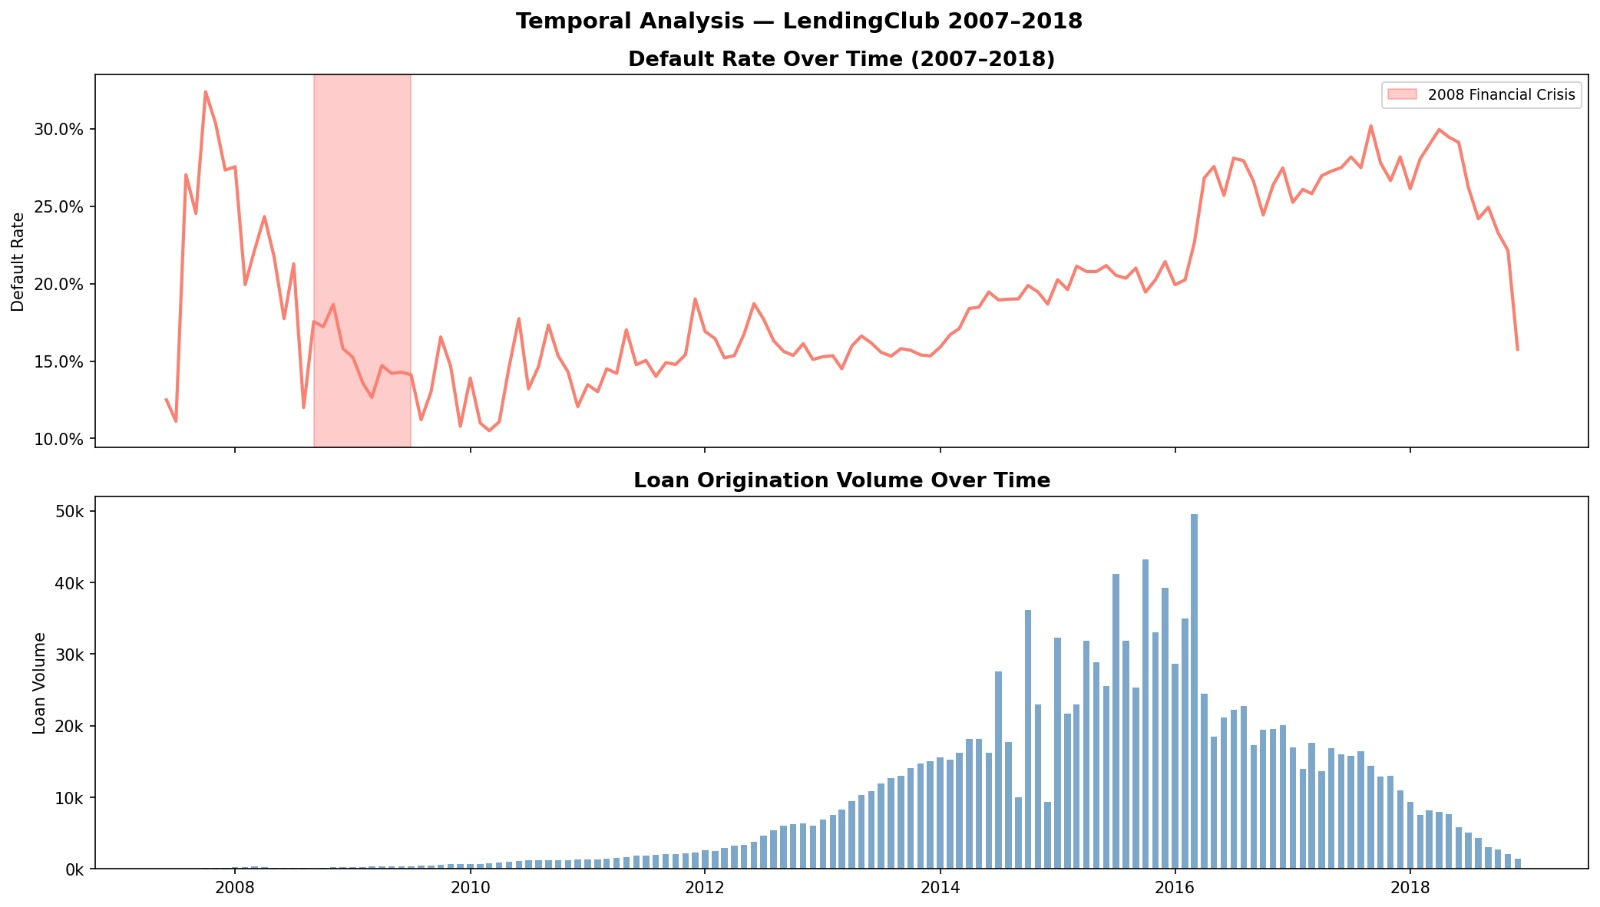 Temporal Analysis — LendingClub 2007–2018
Default Rate Over Time (2007–2018)
2008 Financial Crisis
Default Rate
30.0%
25.0%
20.0%
15.0%
10.0%
Loan Origination Volume Over Time
Loan Volume
50k
40k
30k
20k
10k
0k
2008 2010 2012 2014 2016 2018